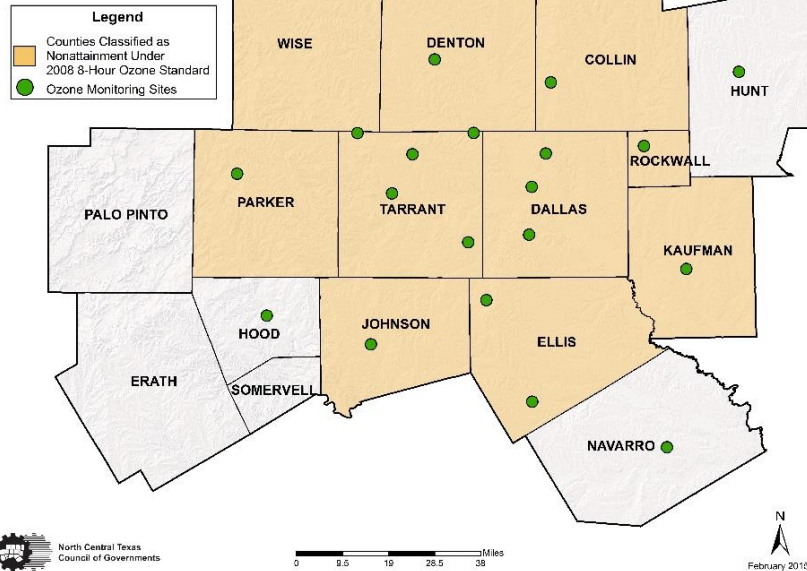 Legend
Counties Classified as
Nonattainment Under
2008 8-Hour Ozone Standard
Ozone Monitoring Sites
WISE
DENTON
COLLIN
HUNT
ROCKWALL
PALO PINTO
PARKER
TARRANT
DALLAS
KAUFMAN
HOOD
JOHNSON
ELLIS
ERATH
SOMERVELL
NAVARRO
N
North Central Texas
Council of Governments
Miles
0 9.5 19 28.5 38
February 2015